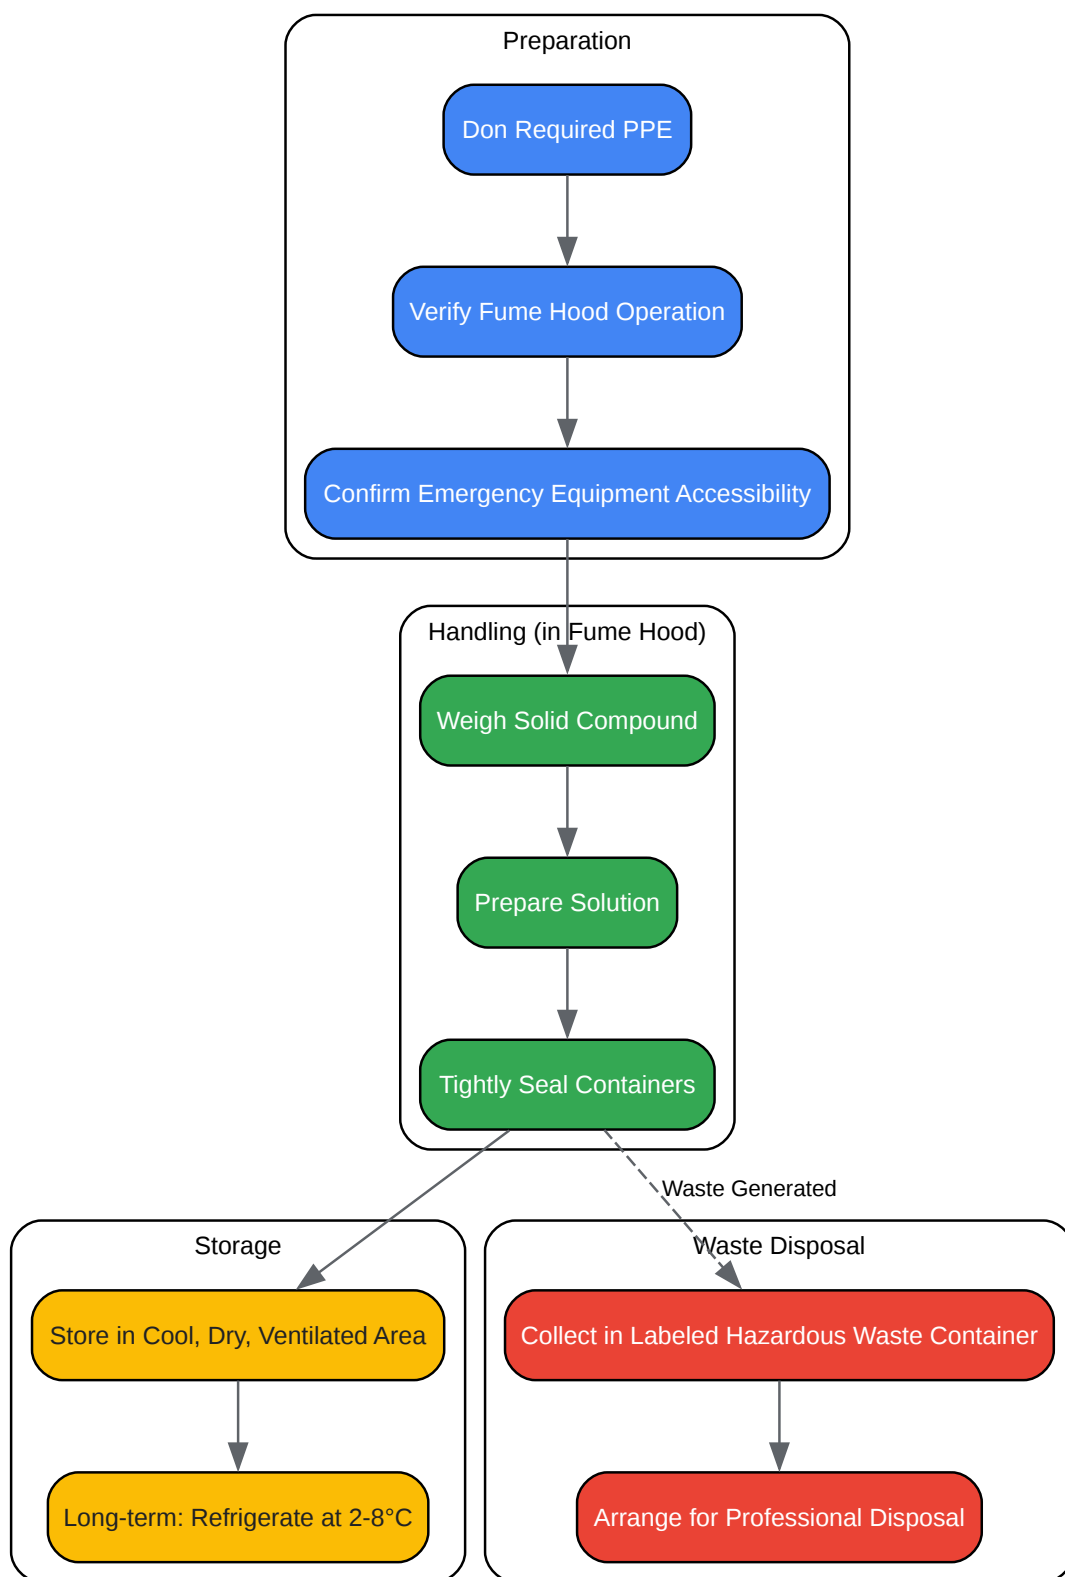 Preparation
Don Required PPE
Verify Fume Hood Operation
Confirm Emergency Equipment Accessibility
Handling (in Fume Hood)
Weigh Solid Compound
Prepare Solution
Tightly Seal Containers
Waste Generated
Storage
Store in Cool, Dry, Ventilated Area
Long-term: Refrigerate at 2-8°C
Waste Disposal
Collect in Labeled Hazardous Waste Container
Arrange for Professional Disposal